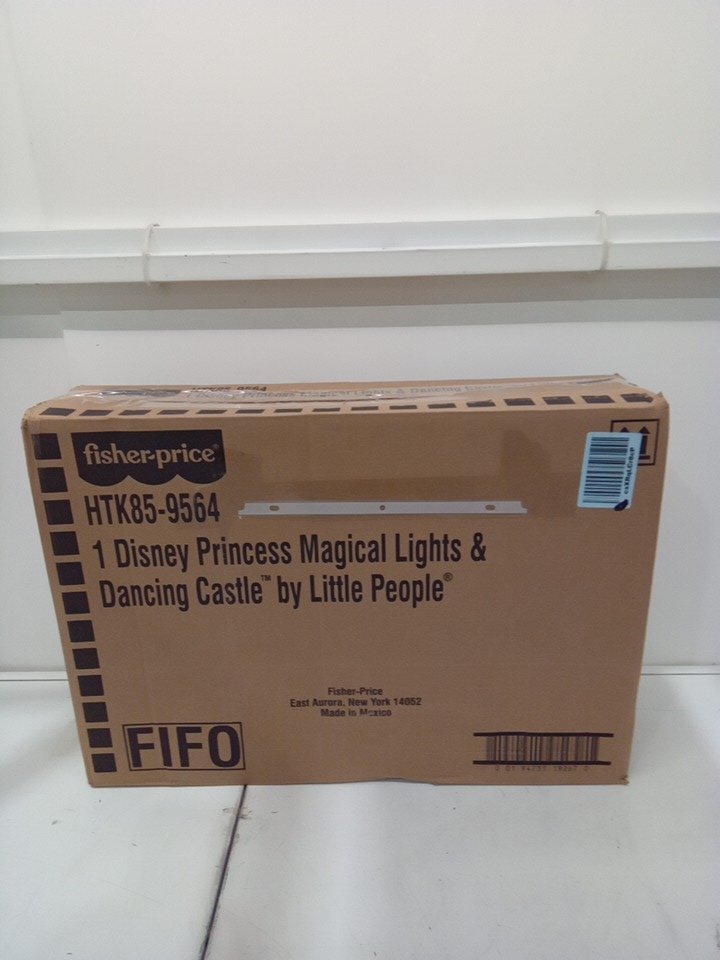 fisher-price®
HTK85-9564
1 Disney Princess Magical Lights &
Dancing Castle™ by Little People®
Fisher-Price
East Aurora, New York 14052
Made in Mexico
FIFO